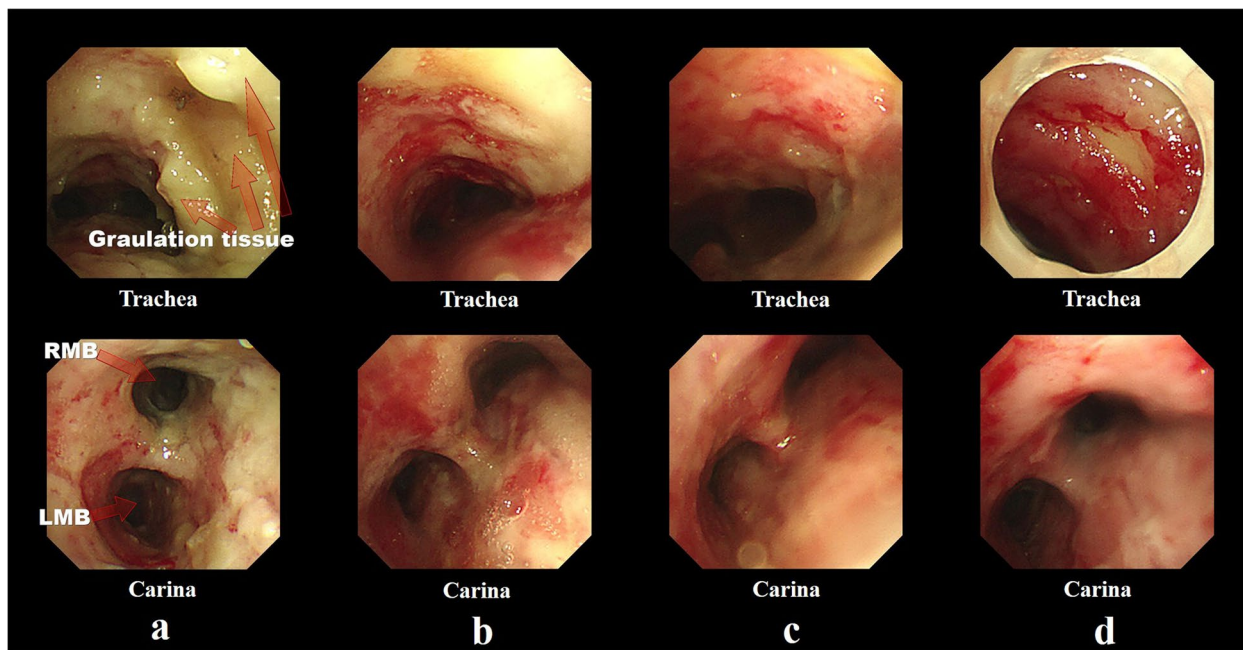 Graulation tissue
Trachea
Trachea
Trachea
Trachea
RMB
LMB
Carina
Carina
Carina
Carina
a
b
c
d